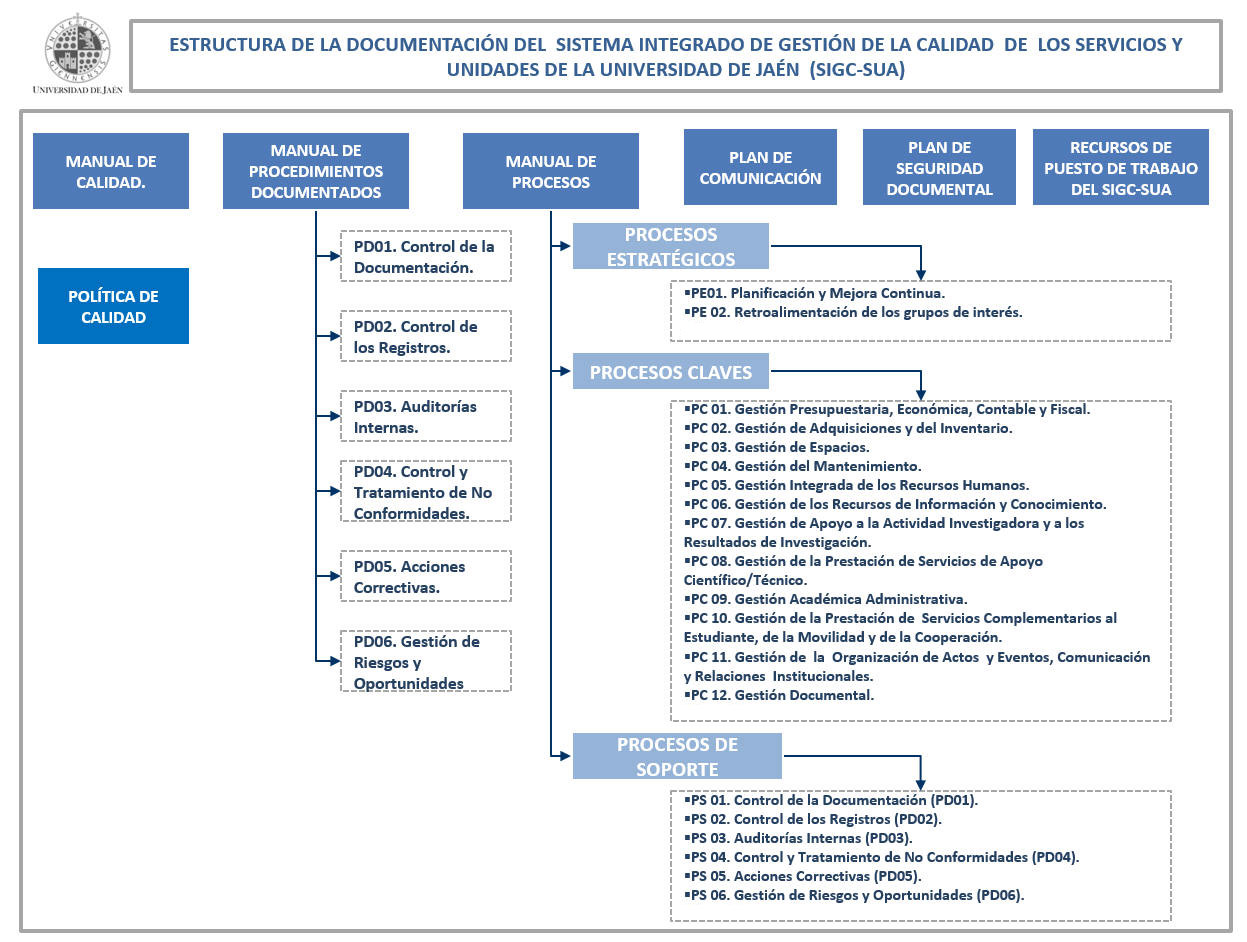 ESTRUCTURA DE LA DOCUMENTACIÓN DEL SISTEMA INTEGRADO DE GESTIÓN DE LA CALIDAD DE LOS SERVICIOS Y
UNIDADES DE LA UNIVERSIDAD DE JAÉN (SIGC-SUA)
UNIVERSITAS
GIENNENSIS
UNIVERSIDAD DE JAÉN
MANUAL DE
CALIDAD.
POLÍTICA DE
CALIDAD
MANUAL DE
PROCEDIMIENTOS
DOCUMENTADOS
PD01. Control de la
Documentación.
PD02. Control de
los Registros.
PD03. Auditorías
Internas.
PD04. Control y
Tratamiento de No
Conformidades.
PD05. Acciones
Correctivas.
PD06. Gestión de
Riesgos y
Oportunidades
MANUAL DE
PROCESOS
PROCESOS
ESTRATÉGICOS
▪PE01. Planificación y Mejora Continua.
▪PE 02. Retroalimentación de los grupos de interés.
PROCESOS CLAVES
▪PC 01. Gestión Presupuestaria, Económica, Contable y Fiscal.
▪PC 02. Gestión de Adquisiciones y del Inventario.
▪PC 03. Gestión de Espacios.
▪PC 04. Gestión del Mantenimiento.
▪PC 05. Gestión Integrada de los Recursos Humanos.
▪PC 06. Gestión de los Recursos de Información y Conocimiento.
▪PC 07. Gestión de Apoyo a la Actividad Investigadora y a los
Resultados de Investigación.
▪PC 08. Gestión de la Prestación de Servicios de Apoyo
Científico/Técnico.
▪PC 09. Gestión Académica Administrativa.
▪PC 10. Gestión de la Prestación de Servicios Complementarios al
Estudiante, de la Movilidad y de la Cooperación.
▪PC 11. Gestión de la Organización de Actos y Eventos, Comunicación
y Relaciones Institucionales.
▪PC 12. Gestión Documental.
PROCESOS DE
SOPORTE
▪PS 01. Control de la Documentación (PD01).
▪PS 02. Control de los Registros (PD02).
▪PS 03. Auditorías Internas (PD03).
▪PS 04. Control y Tratamiento de No Conformidades (PD04).
▪PS 05. Acciones Correctivas (PD05).
▪PS 06. Gestión de Riesgos y Oportunidades (PD06).
PLAN DE
COMUNICACIÓN
PLAN DE
SEGURIDAD
DOCUMENTAL
RECURSOS DE
PUESTO DE TRABAJO
DEL SIGC-SUA